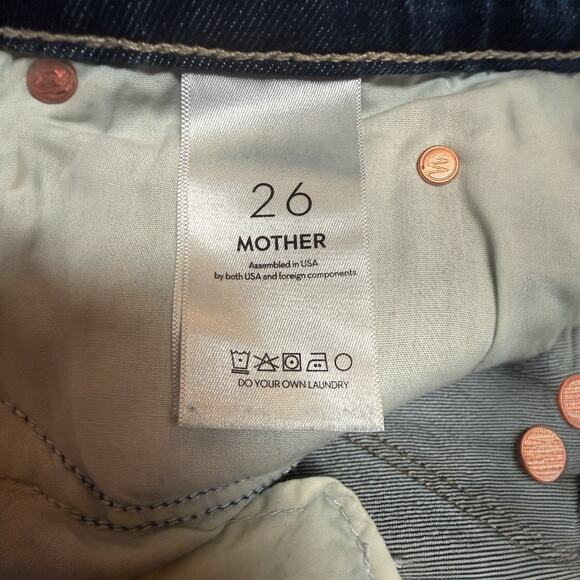 26
MOTHER
Assembled in USA
by both USA and foreign components
DO YOUR OWN LAUNDRY
M